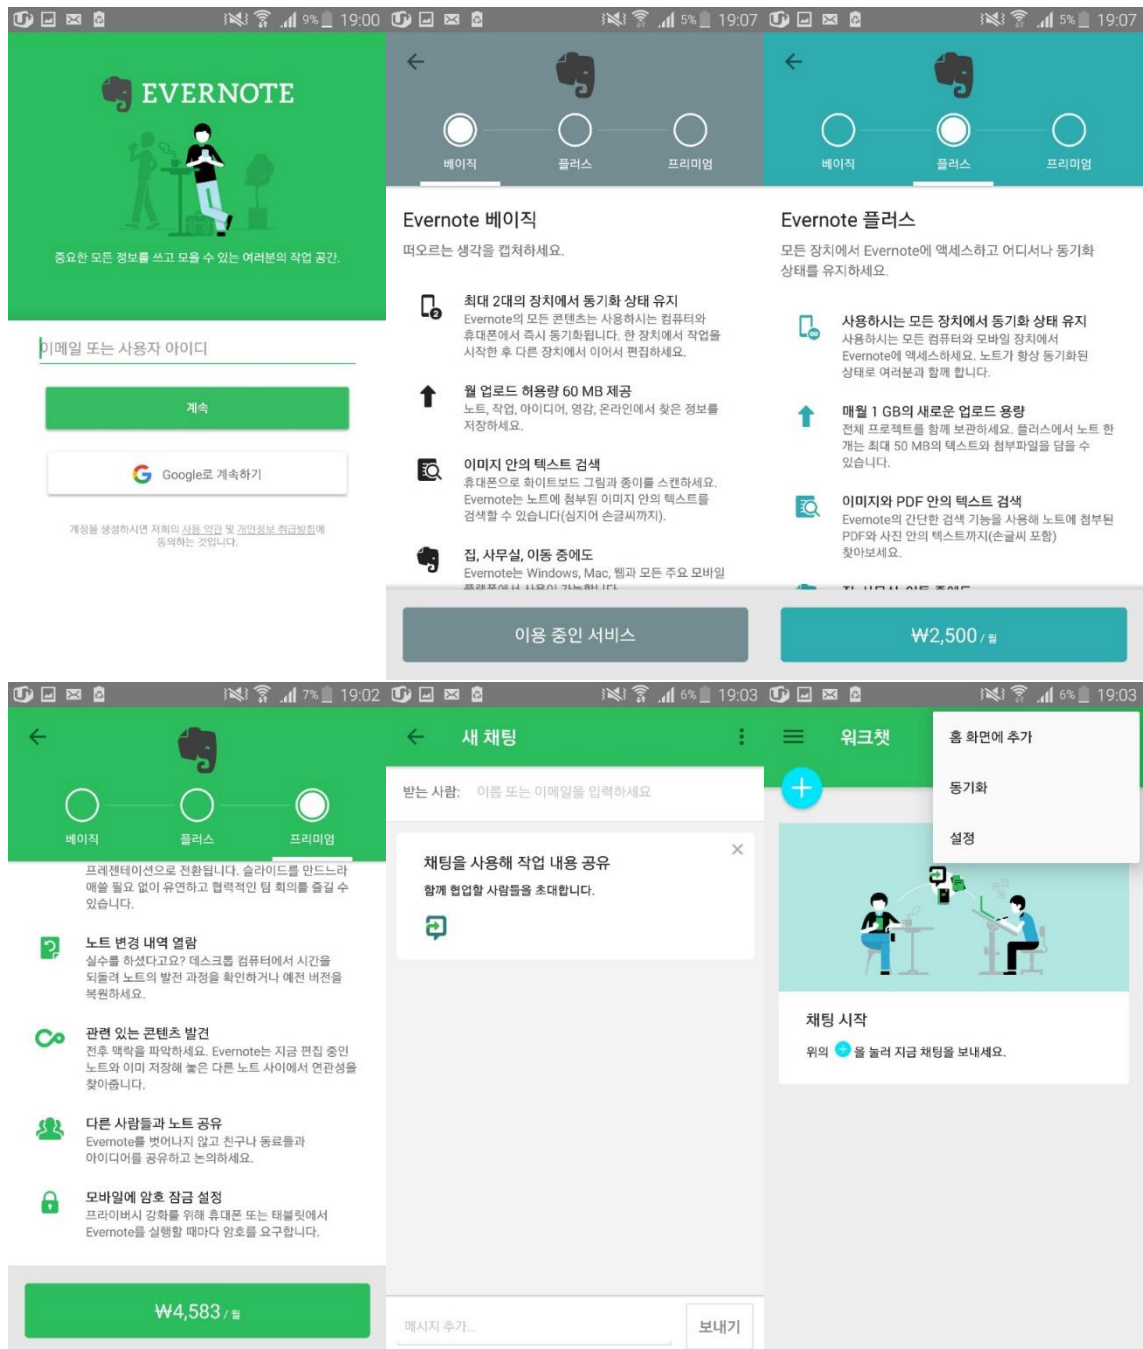 9% 19:00
EVERNOTE
중요한 모든 정보를 쓰고 모을 수 있는 여러분의 작업 공간.
이메일 또는 사용자 아이디
계속
Google로 계속하기
계정을 생성하시면 저희의 사용 약관 및 개인정보 취급방침에
동의하는 것입니다.
5% 19:07
베이직
플러스
프리미엄
Evernote 베이직
떠오르는 생각을 캡처하세요.
2
최대 2대의 장치에서 동기화 상태 유지
Evernote의 모든 콘텐츠는 사용하시는 컴퓨터와
휴대폰에서 즉시 동기화됩니다. 한 장치에서 작업을
시작한 후 다른 장치에서 이어서 편집하세요.
월 업로드 허용량 60 MB 제공
노트, 작업, 아이디어, 영감, 온라인에서 찾은 정보를
저장하세요.
이미지 안의 텍스트 검색
휴대폰으로 화이트보드 그림과 종이를 스캔하세요.
Evernote는 노트에 첨부된 이미지 안의 텍스트를
검색할 수 있습니다(심지어 손글씨까지).
집, 사무실, 이동 중에도
Evernote는 Windows, Mac, 웹과 모든 주요 모바일
플랫폼에서 사용이 가능합니다
이용 중인 서비스
5% 19:07
베이직
플러스
프리미엄
Evernote 플러스
모든 장치에서 Evernote에 액세스하고 어디서나 동기화
상태를 유지하세요.
사용하시는 모든 장치에서 동기화 상태 유지
사용하시는 모든 컴퓨터와 모바일 장치에서
Evernote에 액세스하세요. 노트가 항상 동기화된
상태로 여러분과 함께 합니다.
매월 1 GB의 새로운 업로드 용량
전체 프로젝트를 함께 보관하세요. 플러스에서 노트 한
개는 최대 50 MB의 텍스트와 첨부파일을 담을 수
있습니다.
이미지와 PDF 안의 텍스트 검색
Evernote의 간단한 검색 기능을 사용해 노트에 첨부된
PDF와 사진 안의 텍스트까지(손글씨 포함)
찾아보세요.
집, 사무실, 이동 중에도
₩2,500 / 월
7% 19:02
베이직
플러스
프리미엄
프레젠테이션으로 전환됩니다. 슬라이드를 만드느라
애쓸 필요 없이 유연하고 협력적인 팀 회의를 즐길 수
있습니다.
노트 변경 내역 열람
실수를 하셨다고요? 데스크톱 컴퓨터에서 시간을
되돌려 노트의 발전 과정을 확인하거나 예전 버전을
복원하세요.
관련 있는 콘텐츠 발견
전후 맥락을 파악하세요. Evernote는 지금 편집 중인
노트와 이미 저장해 놓은 다른 노트 사이에서 연관성을
찾아줍니다.
다른 사람들과 노트 공유
Evernote를 벗어나지 않고 친구나 동료들과
아이디어를 공유하고 논의하세요.
모바일에 암호 잠금 설정
프라이버시 강화를 위해 휴대폰 또는 태블릿에서
Evernote를 실행할 때마다 암호를 요구합니다.
₩4,583 / 월
6% 19:03
새 채팅
받는 사람: 이름 또는 이메일을 입력하세요
채팅을 사용해 작업 내용 공유
함께 협업할 사람들을 초대합니다.
메시지 추가...
보내기
6% 19:03
워크챗
홈 화면에 추가
동기화
설정
채팅 시작
위의 을 눌러 지금 채팅을 보내세요.